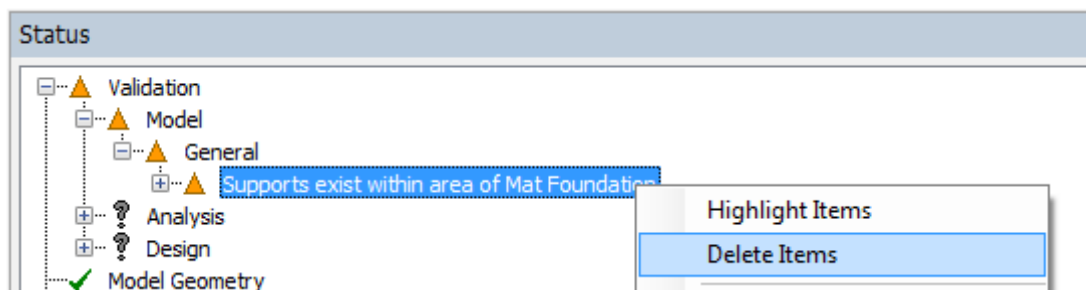 Status
Validation
Model
General
Supports exist within area of Mat Foundation
Highlight Items
Analysis
Delete Items
Design
Model Geometry